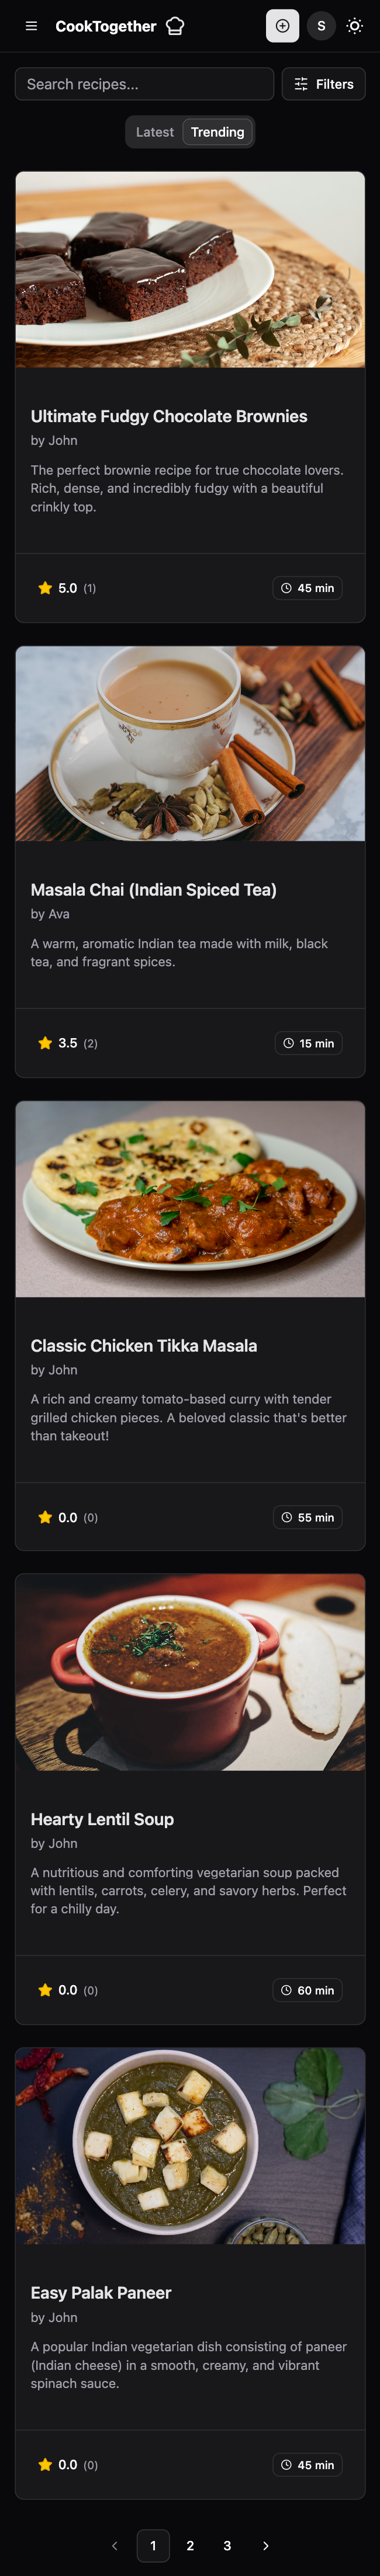 CookTogether
S
Search recipes...
Filters
Latest Trending
Ultimate Fudgy Chocolate Brownies
by John
The perfect brownie recipe for true chocolate lovers.
Rich, dense, and incredibly fudgy with a beautiful
crinkly top.
5.0 (1) 45 min
Masala Chai (Indian Spiced Tea)
by Ava
A warm, aromatic Indian tea made with milk, black
tea, and fragrant spices.
3.5 (2) 15 min
Classic Chicken Tikka Masala
by John
A rich and creamy tomato-based curry with tender
grilled chicken pieces. A beloved classic that's better
than takeout!
0.0 (0) 55 min
Hearty Lentil Soup
by John
A nutritious and comforting vegetarian soup packed
with lentils, carrots, celery, and savory herbs. Perfect
for a chilly day.
0.0 (0) 60 min
Easy Palak Paneer
by John
A popular Indian vegetarian dish consisting of paneer
(Indian cheese) in a smooth, creamy, and vibrant
spinach sauce.
0.0 (0) 45 min
1 2 3